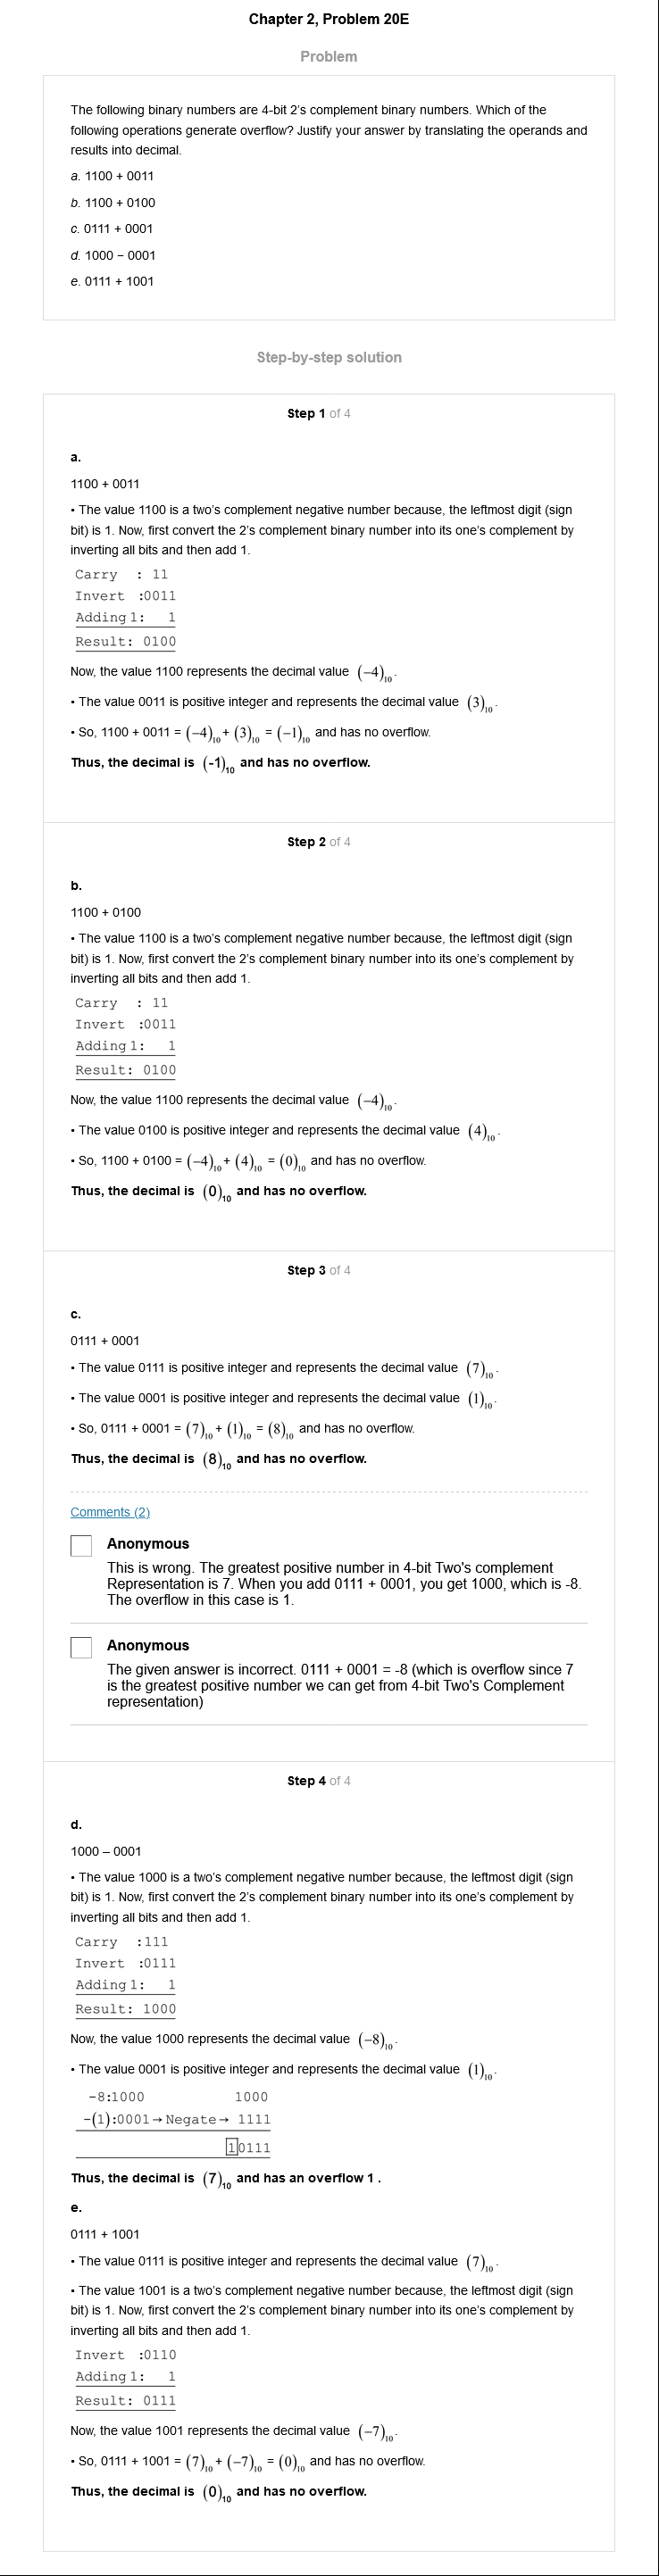 Chapter 2, Problem 20E
Problem
The following binary numbers are 4-bit 2's complement binary numbers. Which of the
following operations generate overflow? Justify your answer by translating the operands and
results into decimal.
a. 1100 + 0011
b. 1100 + 0100
c. 0111 + 0001
d. 1000 − 0001
e. 0111 + 1001
Step-by-step solution
Step 1 of 4
a.
1100 + 0011
• The value 1100 is a two's complement negative number because, the leftmost digit (sign
bit) is 1. Now, first convert the 2's complement binary number into its one's complement by
inverting all bits and then add 1.
Carry : 11
Invert :0011
Adding 1: 1
Result: 0100
Now, the value 1100 represents the decimal value (−4)₁₀.
• The value 0011 is positive integer and represents the decimal value (3)₁₀.
• So, 1100 + 0011 = (−4)₁₀ + (3)₁₀ = (−1)₁₀ and has no overflow.
Thus, the decimal is (-1)₁₀ and has no overflow.
Step 2 of 4
b.
1100 + 0100
• The value 1100 is a two's complement negative number because, the leftmost digit (sign
bit) is 1. Now, first convert the 2's complement binary number into its one's complement by
inverting all bits and then add 1.
Carry : 11
Invert :0011
Adding 1: 1
Result: 0100
Now, the value 1100 represents the decimal value (−4)₁₀.
• The value 0100 is positive integer and represents the decimal value (4)₁₀.
• So, 1100 + 0100 = (−4)₁₀ + (4)₁₀ = (0)₁₀ and has no overflow.
Thus, the decimal is (0)₁₀ and has no overflow.
Step 3 of 4
c.
0111 + 0001
• The value 0111 is positive integer and represents the decimal value (7)₁₀.
• The value 0001 is positive integer and represents the decimal value (1)₁₀.
• So, 0111 + 0001 = (7)₁₀ + (1)₁₀ = (8)₁₀ and has no overflow.
Thus, the decimal is (8)₁₀ and has no overflow.
Comments (2)
Anonymous
This is wrong. The greatest positive number in 4-bit Two's complement
Representation is 7. When you add 0111 + 0001, you get 1000, which is -8.
The overflow in this case is 1.
Anonymous
The given answer is incorrect. 0111 + 0001 = -8 (which is overflow since 7
is the greatest positive number we can get from 4-bit Two's Complement
representation)
Step 4 of 4
d.
1000 – 0001
• The value 1000 is a two's complement negative number because, the leftmost digit (sign
bit) is 1. Now, first convert the 2's complement binary number into its one's complement by
inverting all bits and then add 1.
Carry :111
Invert :0111
Adding 1: 1
Result: 1000
Now, the value 1000 represents the decimal value (−8)₁₀.
• The value 0001 is positive integer and represents the decimal value (1)₁₀.
−8:1000 1000
−(1):0001 → Negate → 1111
10111
Thus, the decimal is (7)₁₀ and has an overflow 1 .
e.
0111 + 1001
• The value 0111 is positive integer and represents the decimal value (7)₁₀.
• The value 1001 is a two's complement negative number because, the leftmost digit (sign
bit) is 1. Now, first convert the 2's complement binary number into its one's complement by
inverting all bits and then add 1.
Invert :0110
Adding 1: 1
Result: 0111
Now, the value 1001 represents the decimal value (−7)₁₀.
• So, 0111 + 1001 = (7)₁₀ + (−7)₁₀ = (0)₁₀ and has no overflow.
Thus, the decimal is (0)₁₀ and has no overflow.